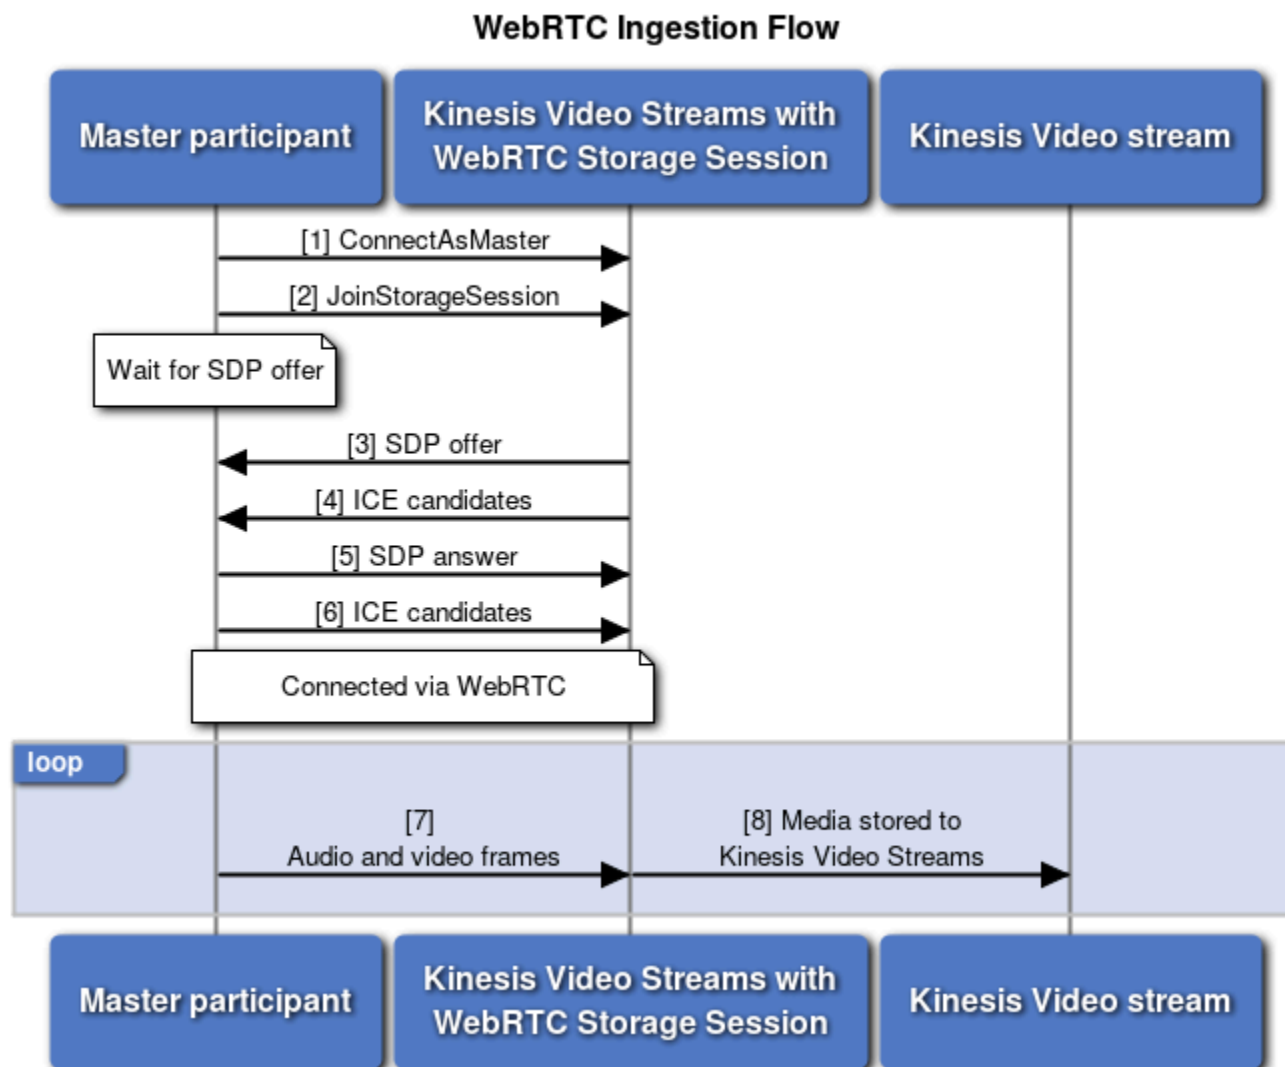 WebRTC Ingestion Flow
Master participant
Kinesis Video Streams with
WebRTC Storage Session
Kinesis Video stream
[1] ConnectAsMaster
[2] JoinStorageSession
Wait for SDP offer
[3] SDP offer
[4] ICE candidates
[5] SDP answer
[6] ICE candidates
Connected via WebRTC
loop
[7]
Audio and video frames
[8] Media stored to
Kinesis Video Streams
Master participant
Kinesis Video Streams with
WebRTC Storage Session
Kinesis Video stream